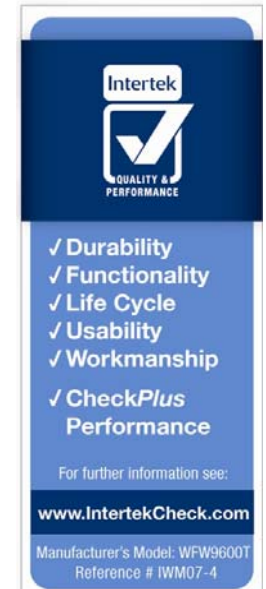 Intertek
QUALITY &
PERFORMANCE
✓ Durability
✓ Functionality
✓ Life Cycle
✓ Usability
✓ Workmanship
✓ CheckPlus
Performance
For further information see:
www.IntertekCheck.com
Manufacturer's Model: WFW9600T
Reference # IWM07-4